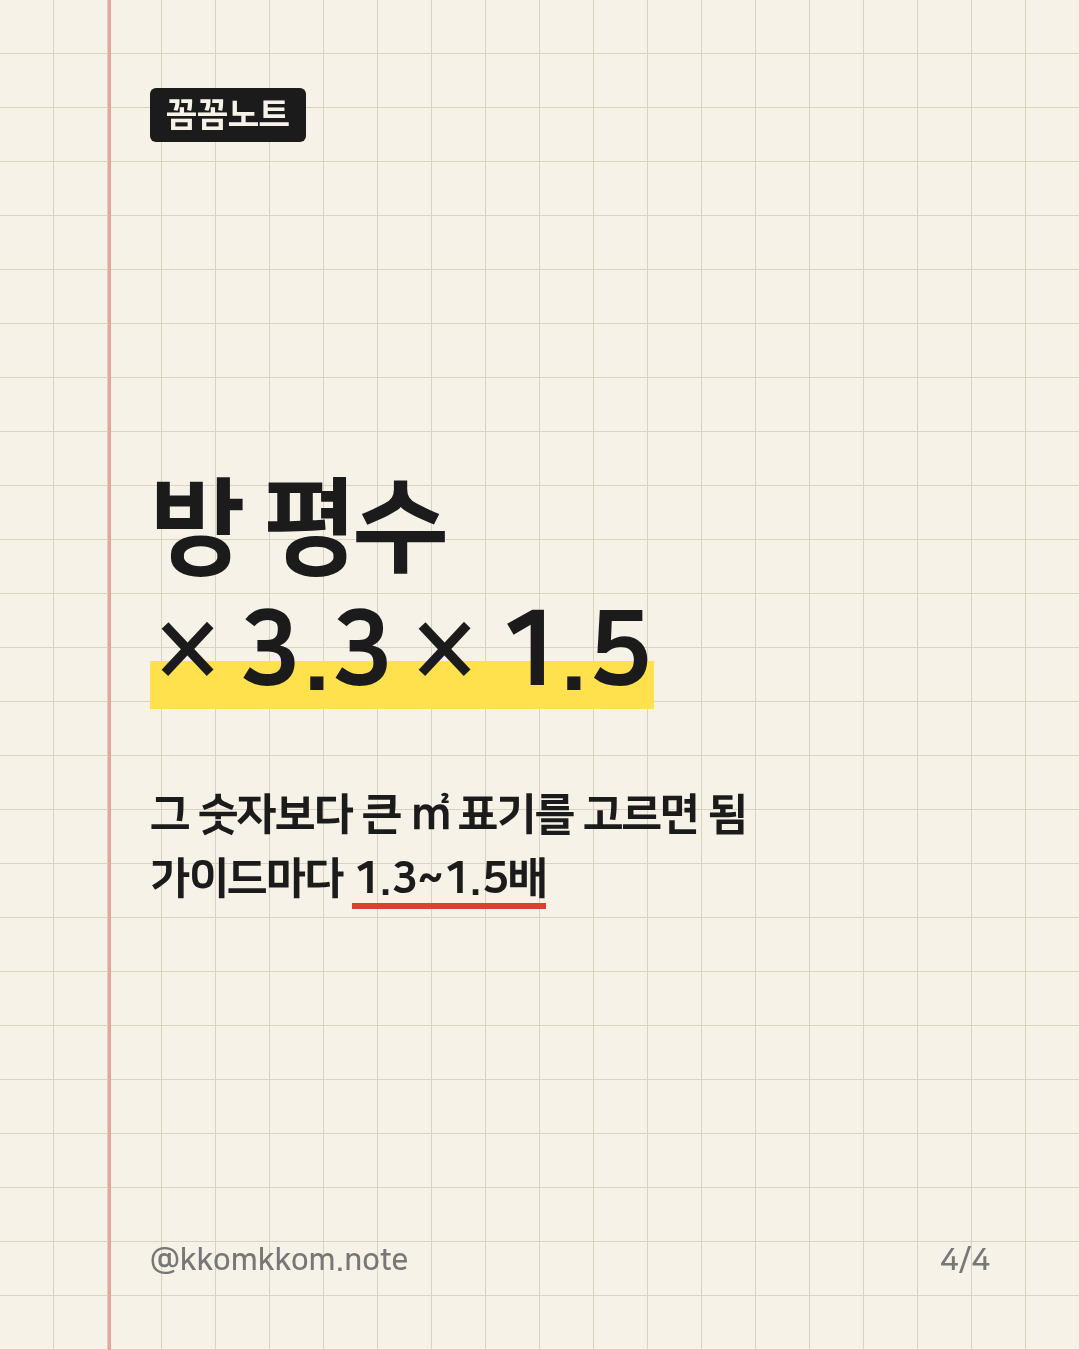 꼼꼼노트
방 평수
× 3.3 × 1.5
그 숫자보다 큰 ㎡ 표기를 고르면 됨
가이드마다 1.3~1.5배
@kkomkkom.note
4/4